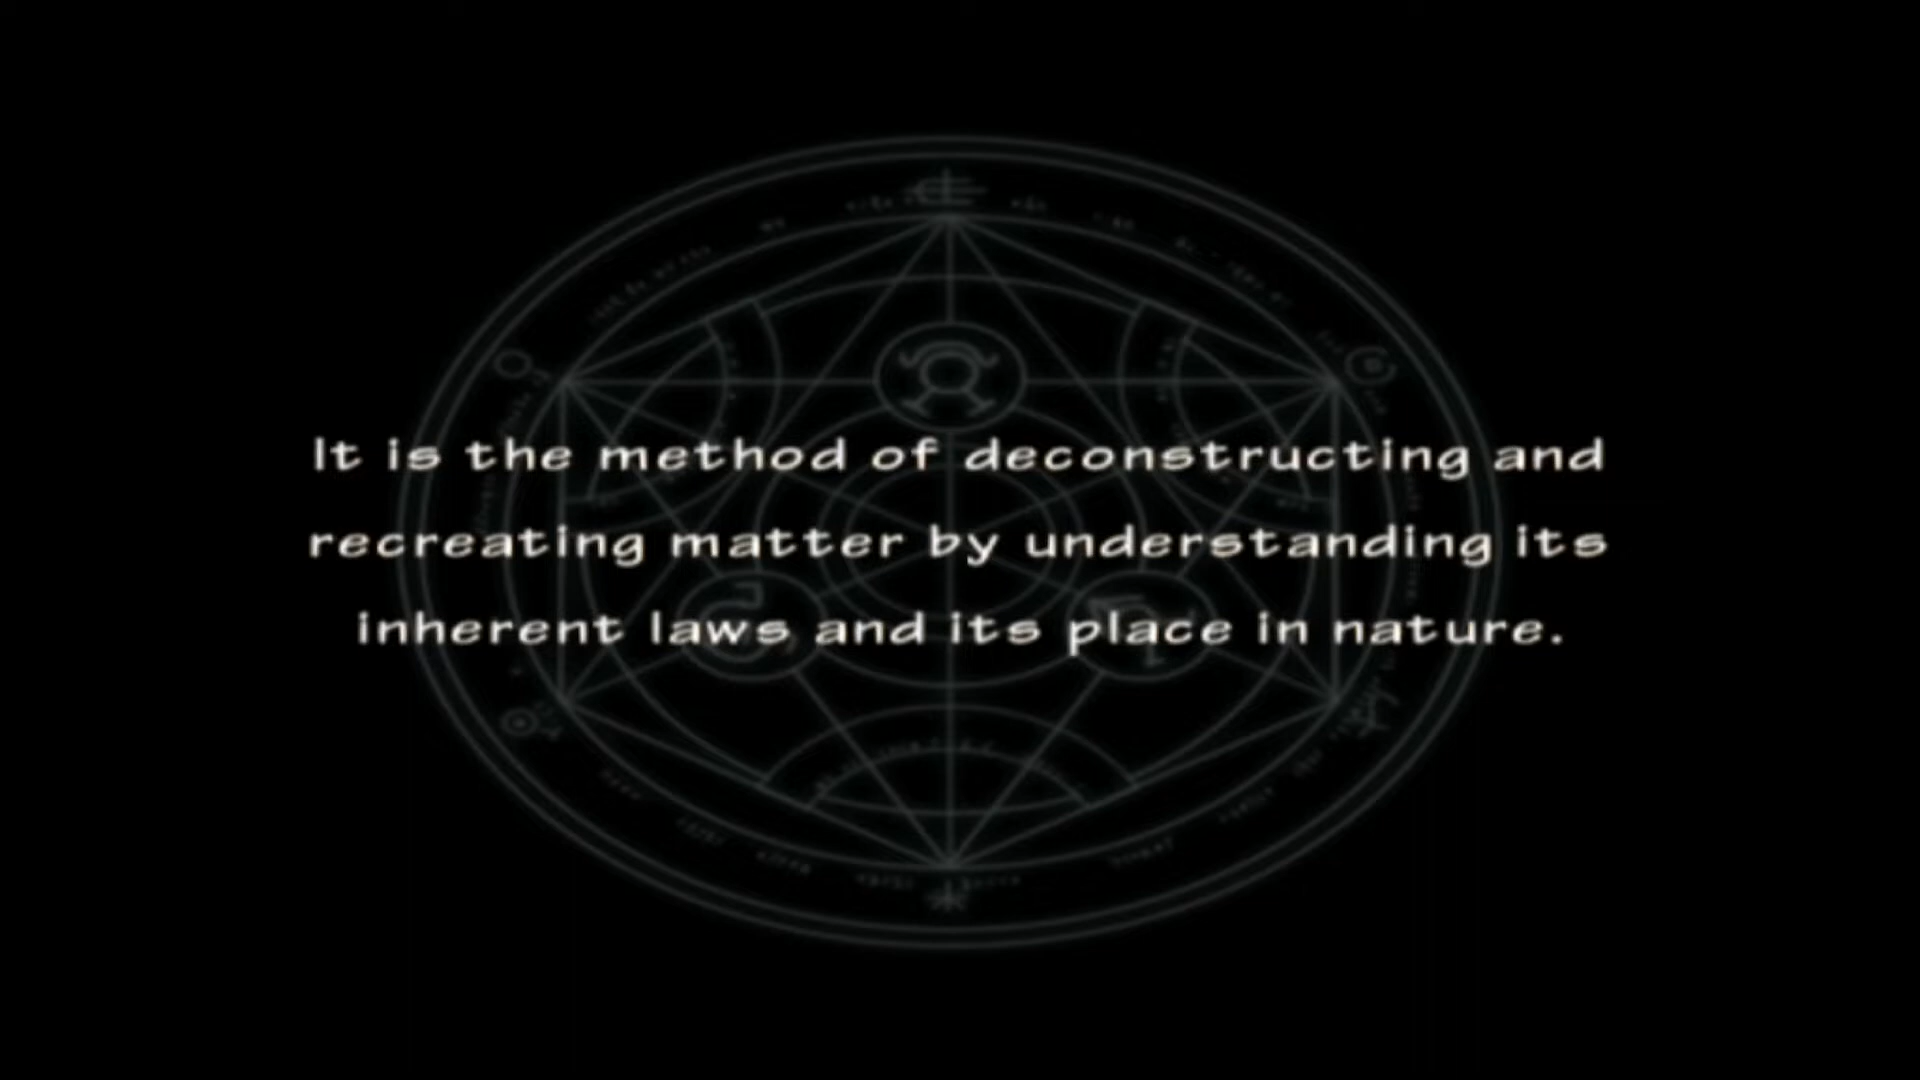 It is the method of deconstructing and
recreating matter by understanding its
inherent laws and its place in nature.